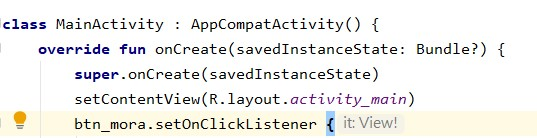 class MainActivity : AppCompatActivity() {
override fun onCreate(savedInstanceState: Bundle?) {
super.onCreate(savedInstanceState)
setContentView(R.layout.activity_main)
btn_mora.setOnClickListener { it: View!